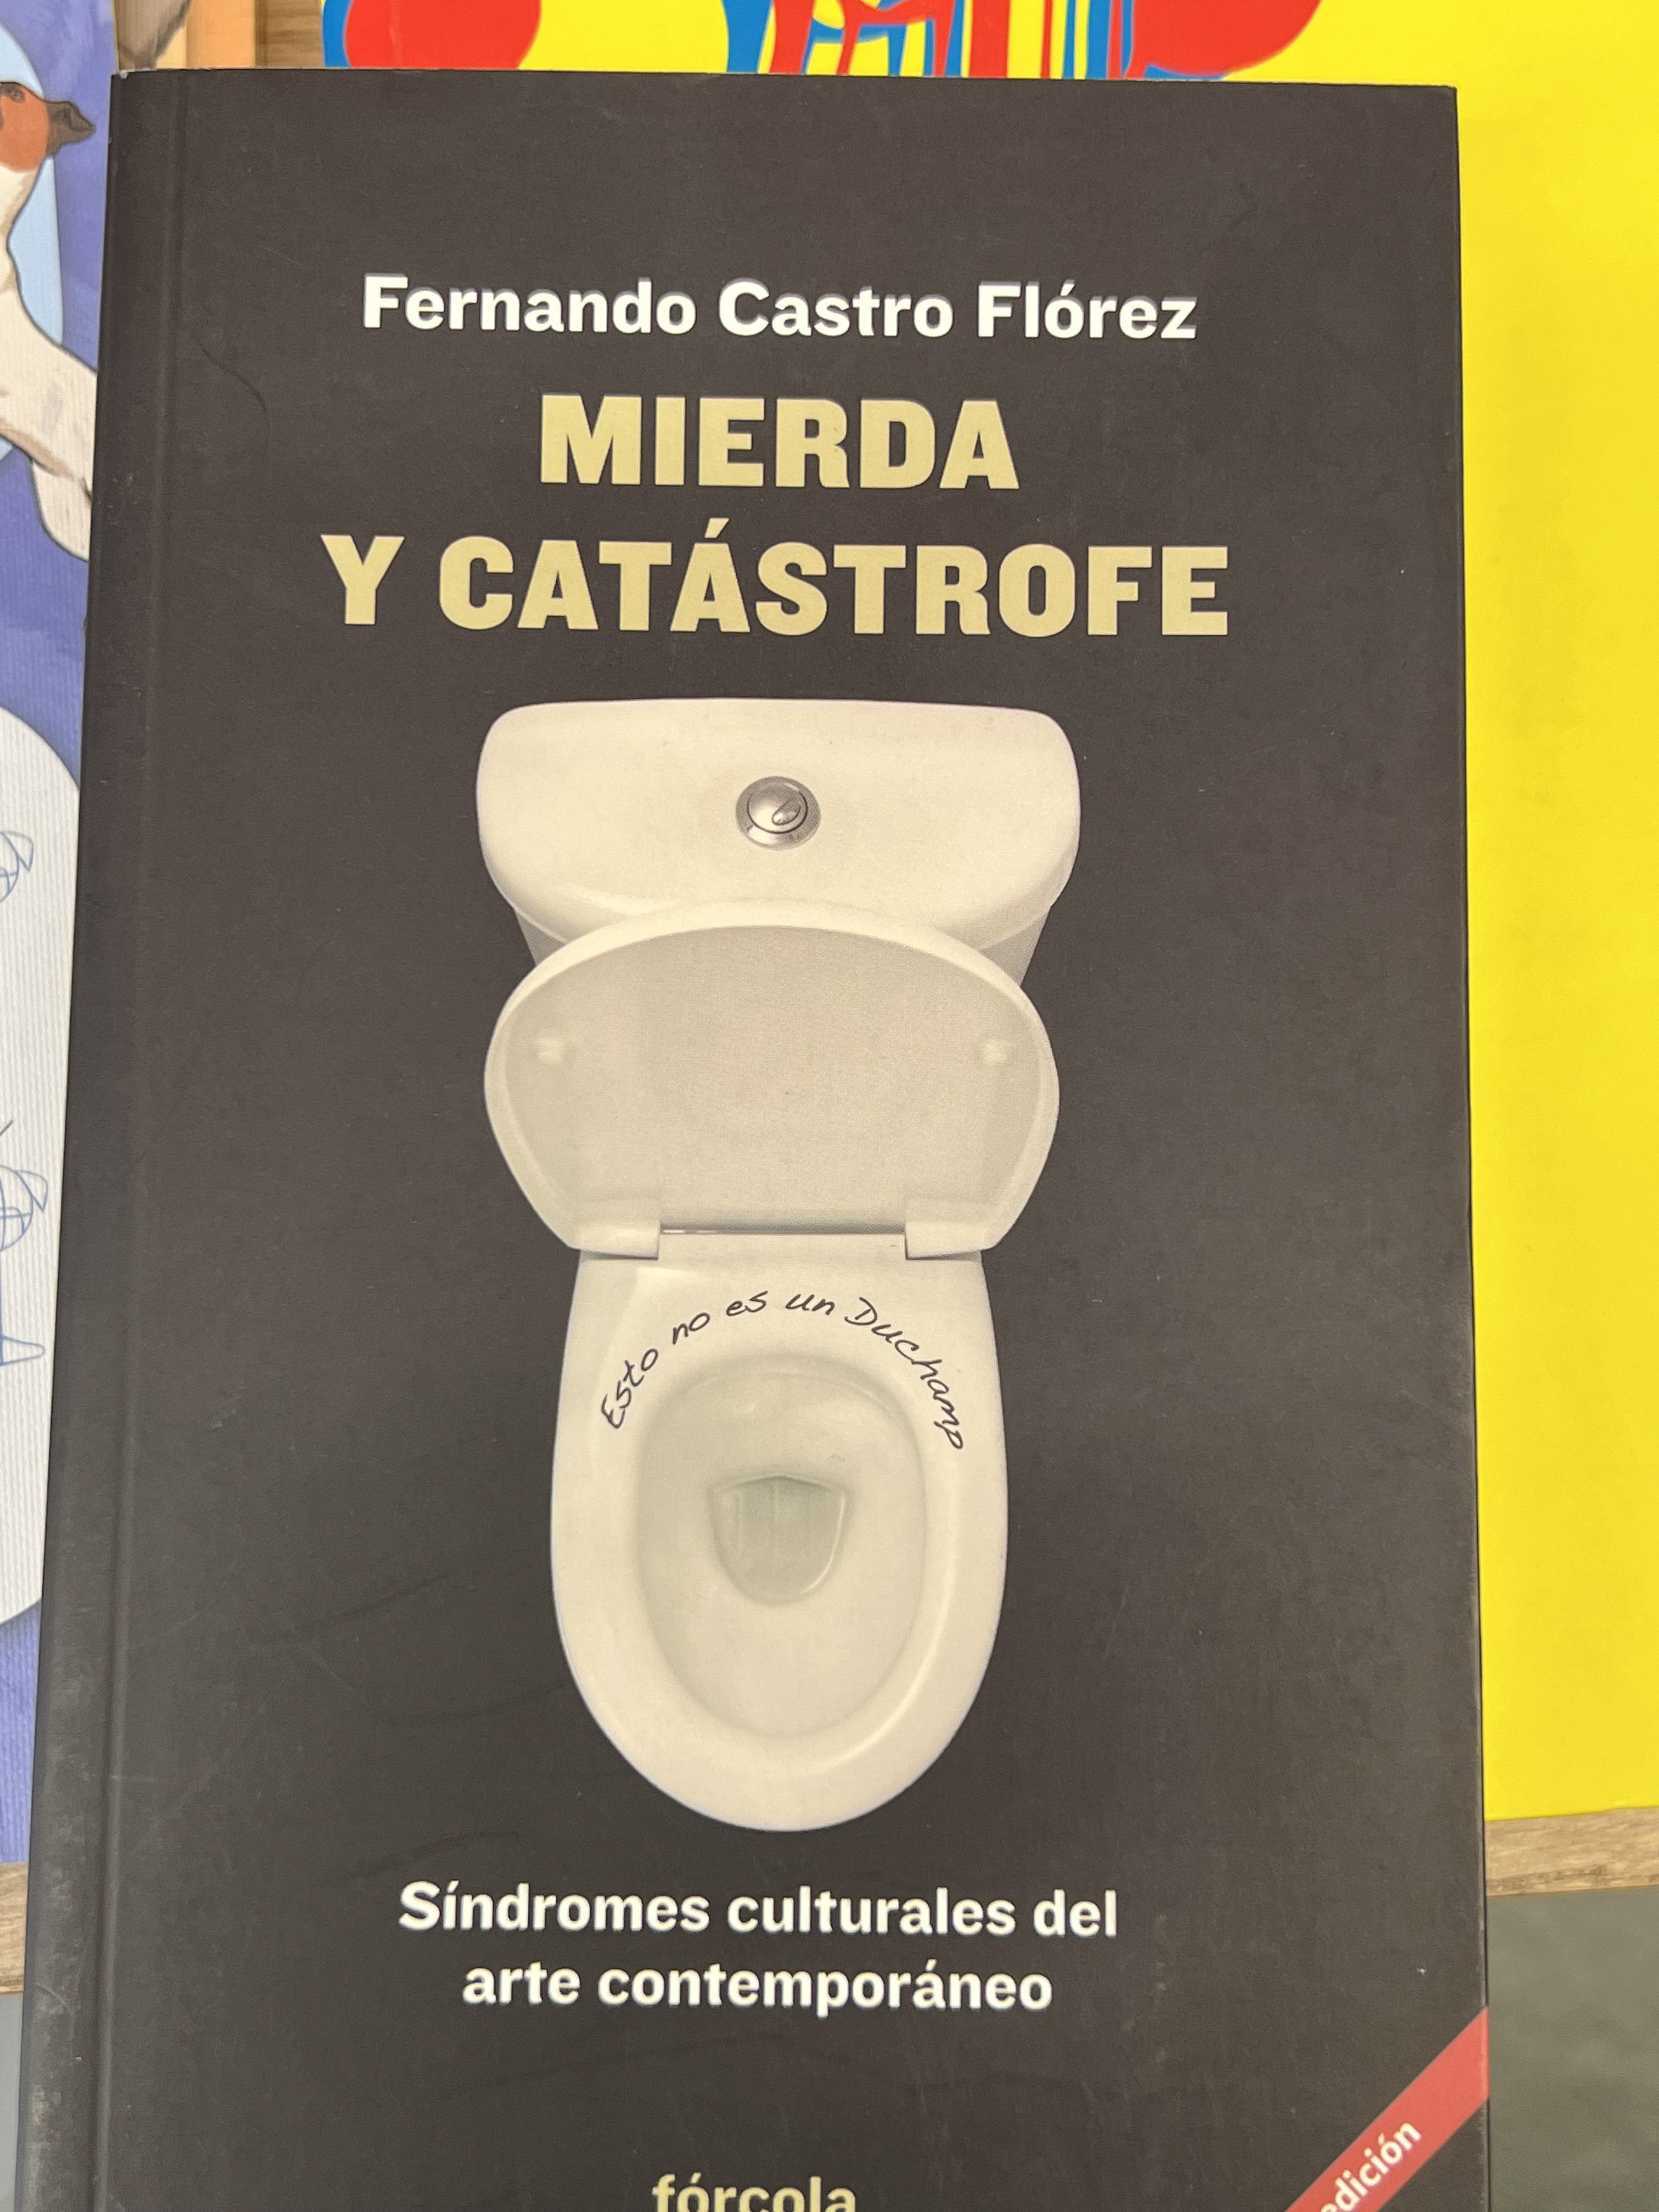 Fernando Castro Flórez
MIERDA
Y CATÁSTROFE
Esto no es un Duchamp
Síndromes culturales del
arte contemporáneo
fórcola
edición